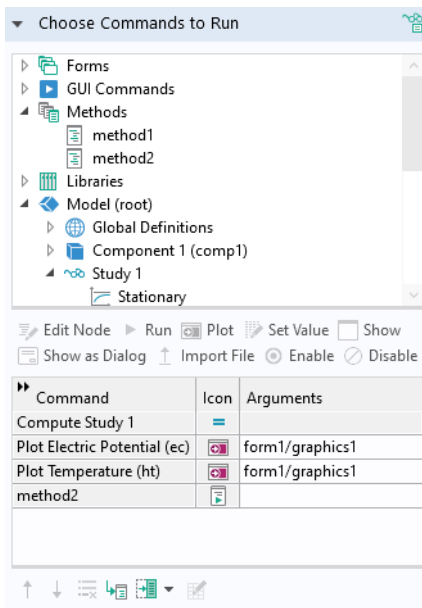 Choose Commands to Run
Forms
GUI Commands
Methods
method1
method2
Libraries
Model (root)
Global Definitions
Component 1 (comp1)
Study 1
Stationary
Edit Node Run Plot Set Value Show
Show as Dialog Import File Enable Disable
Command Icon Arguments
Compute Study 1
Plot Electric Potential (ec) form1/graphics1
Plot Temperature (ht) form1/graphics1
method2